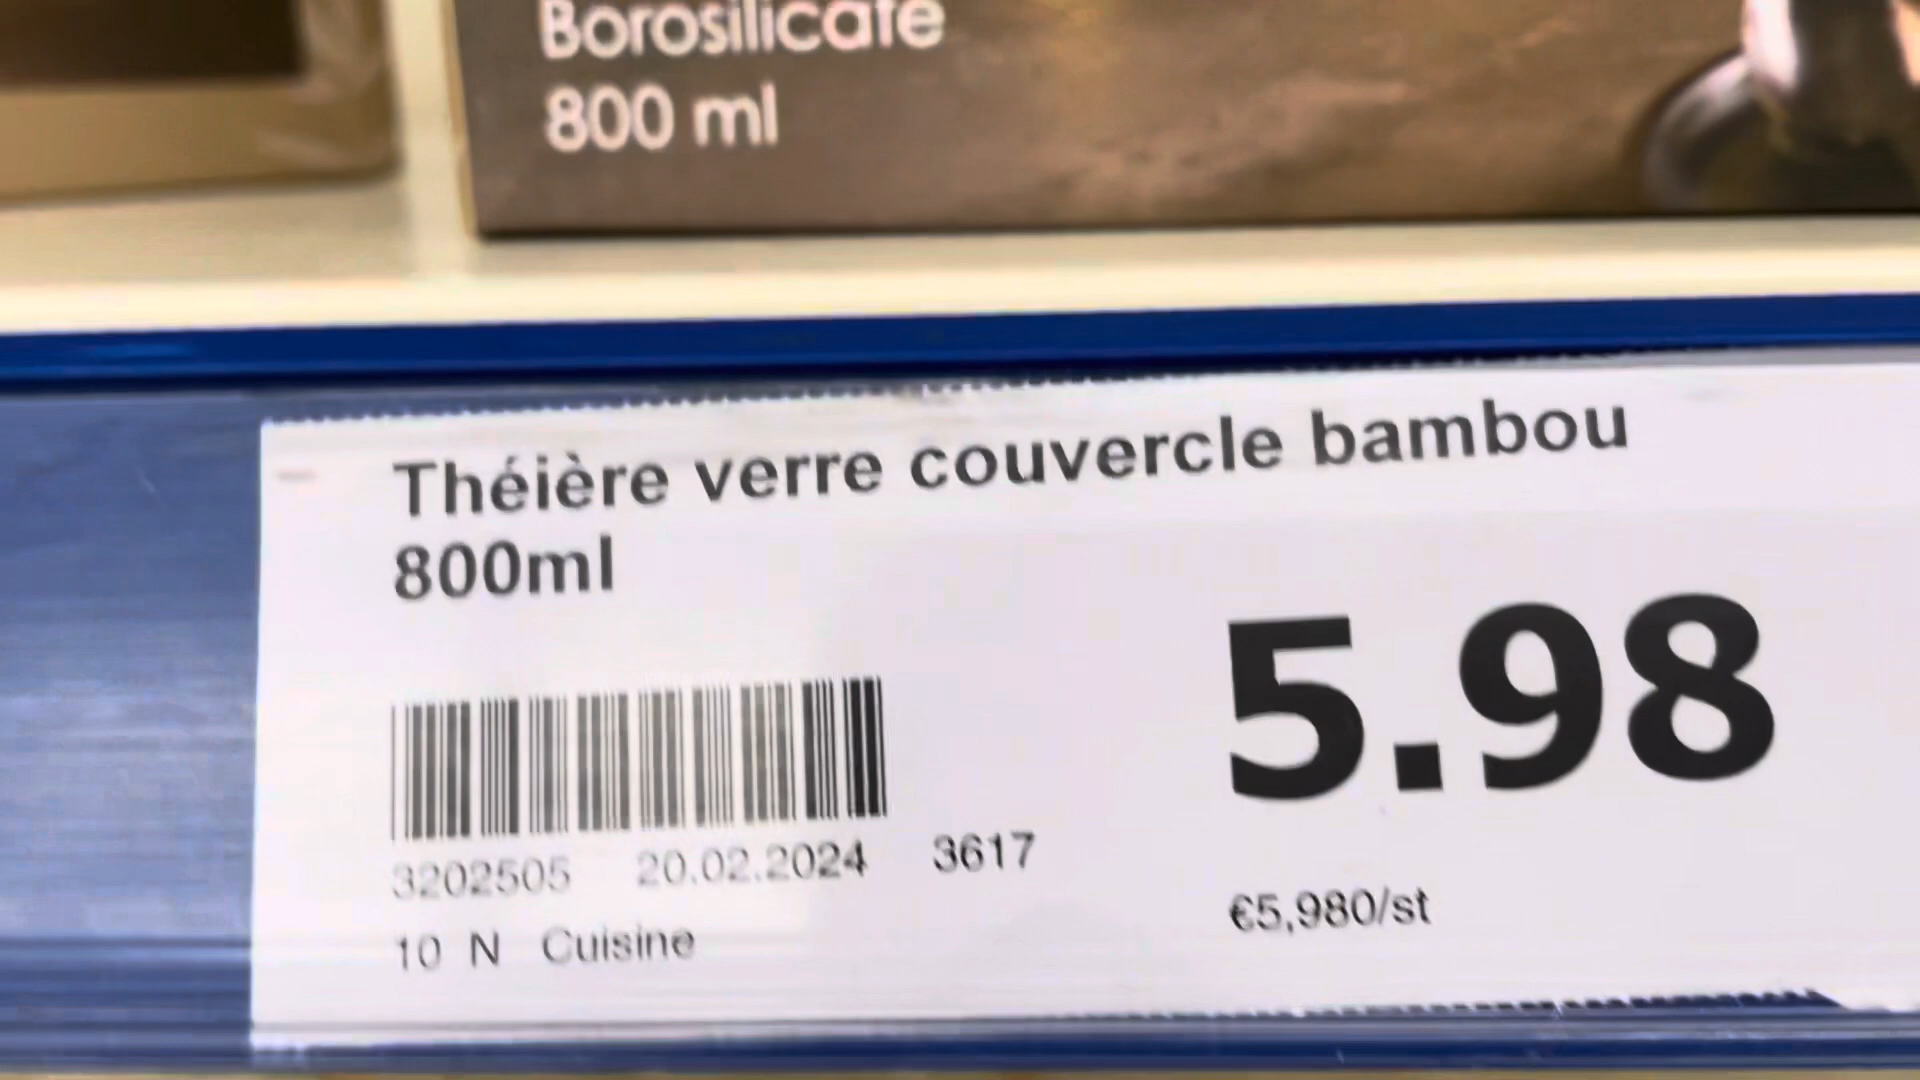 Borosilicate
800 ml
Théière verre couvercle bambou
800ml
5.98
3202505 20.02.2024 3617
€5,980/st
10 N Cuisine